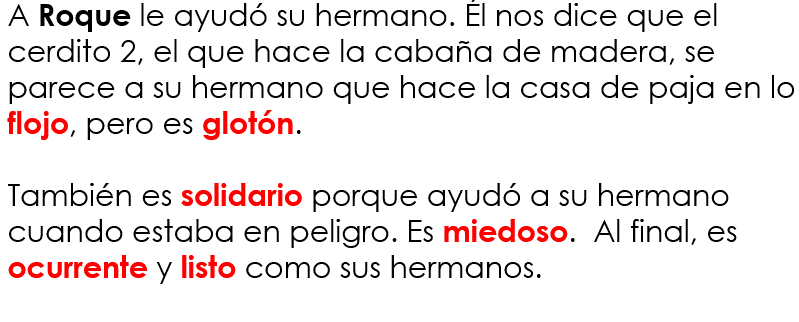 A Roque le ayudó su hermano. Él nos dice que el
cerdito 2, el que hace la cabaña de madera, se
parece a su hermano que hace la casa de paja en lo
flojo, pero es glotón.
También es solidario porque ayudó a su hermano
cuando estaba en peligro. Es miedoso.  Al final, es
ocurrente y listo como sus hermanos.